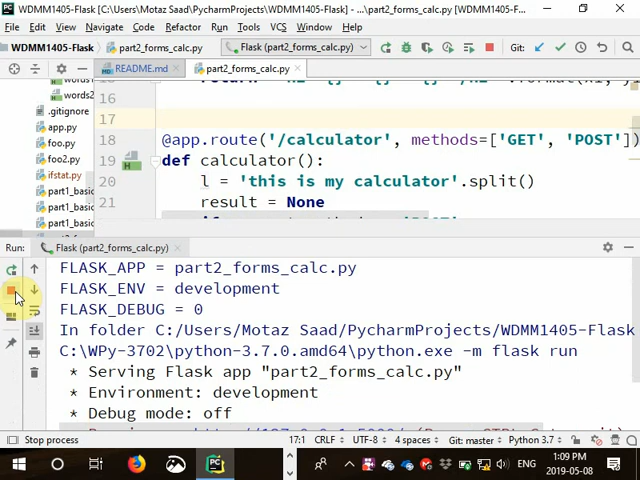 WDMM1405-Flask [C:\Users\Motaz Saad\PycharmProjects\WDMM1405-Flask] - ...\part2_forms_calc.py [WDMM1405-
File Edit View Navigate Code Refactor Run Tools VCS Window Help
WDMM1405-Flask part2_forms_calc.py Flask (part2_forms_calc.py) Git:
README.md part2_forms_calc.py
words1
words2
.gitignore
app.py
foo.py
foo2.py
ifstat.py
part1_basic
part1_basi
part1_basi
16
17
18 @app.route('/calculator', methods=['GET', 'POST'])
19 def calculator():
20 l = 'this is my calculator'.split()
21 result = None
Run: Flask (part2_forms_calc.py)
FLASK_APP = part2_forms_calc.py
FLASK_ENV = development
FLASK_DEBUG = 0
In folder C:/Users/Motaz Saad/PycharmProjects/WDMM1405-Flask
C:\WPy-3702\python-3.7.0.amd64\python.exe -m flask run
* Serving Flask app "part2_forms_calc.py"
* Environment: development
* Debug mode: off
Stop process 17:1 CRLF UTF-8 4 spaces Git: master Python 3.7
ENG 1:09 PM
2019-05-08